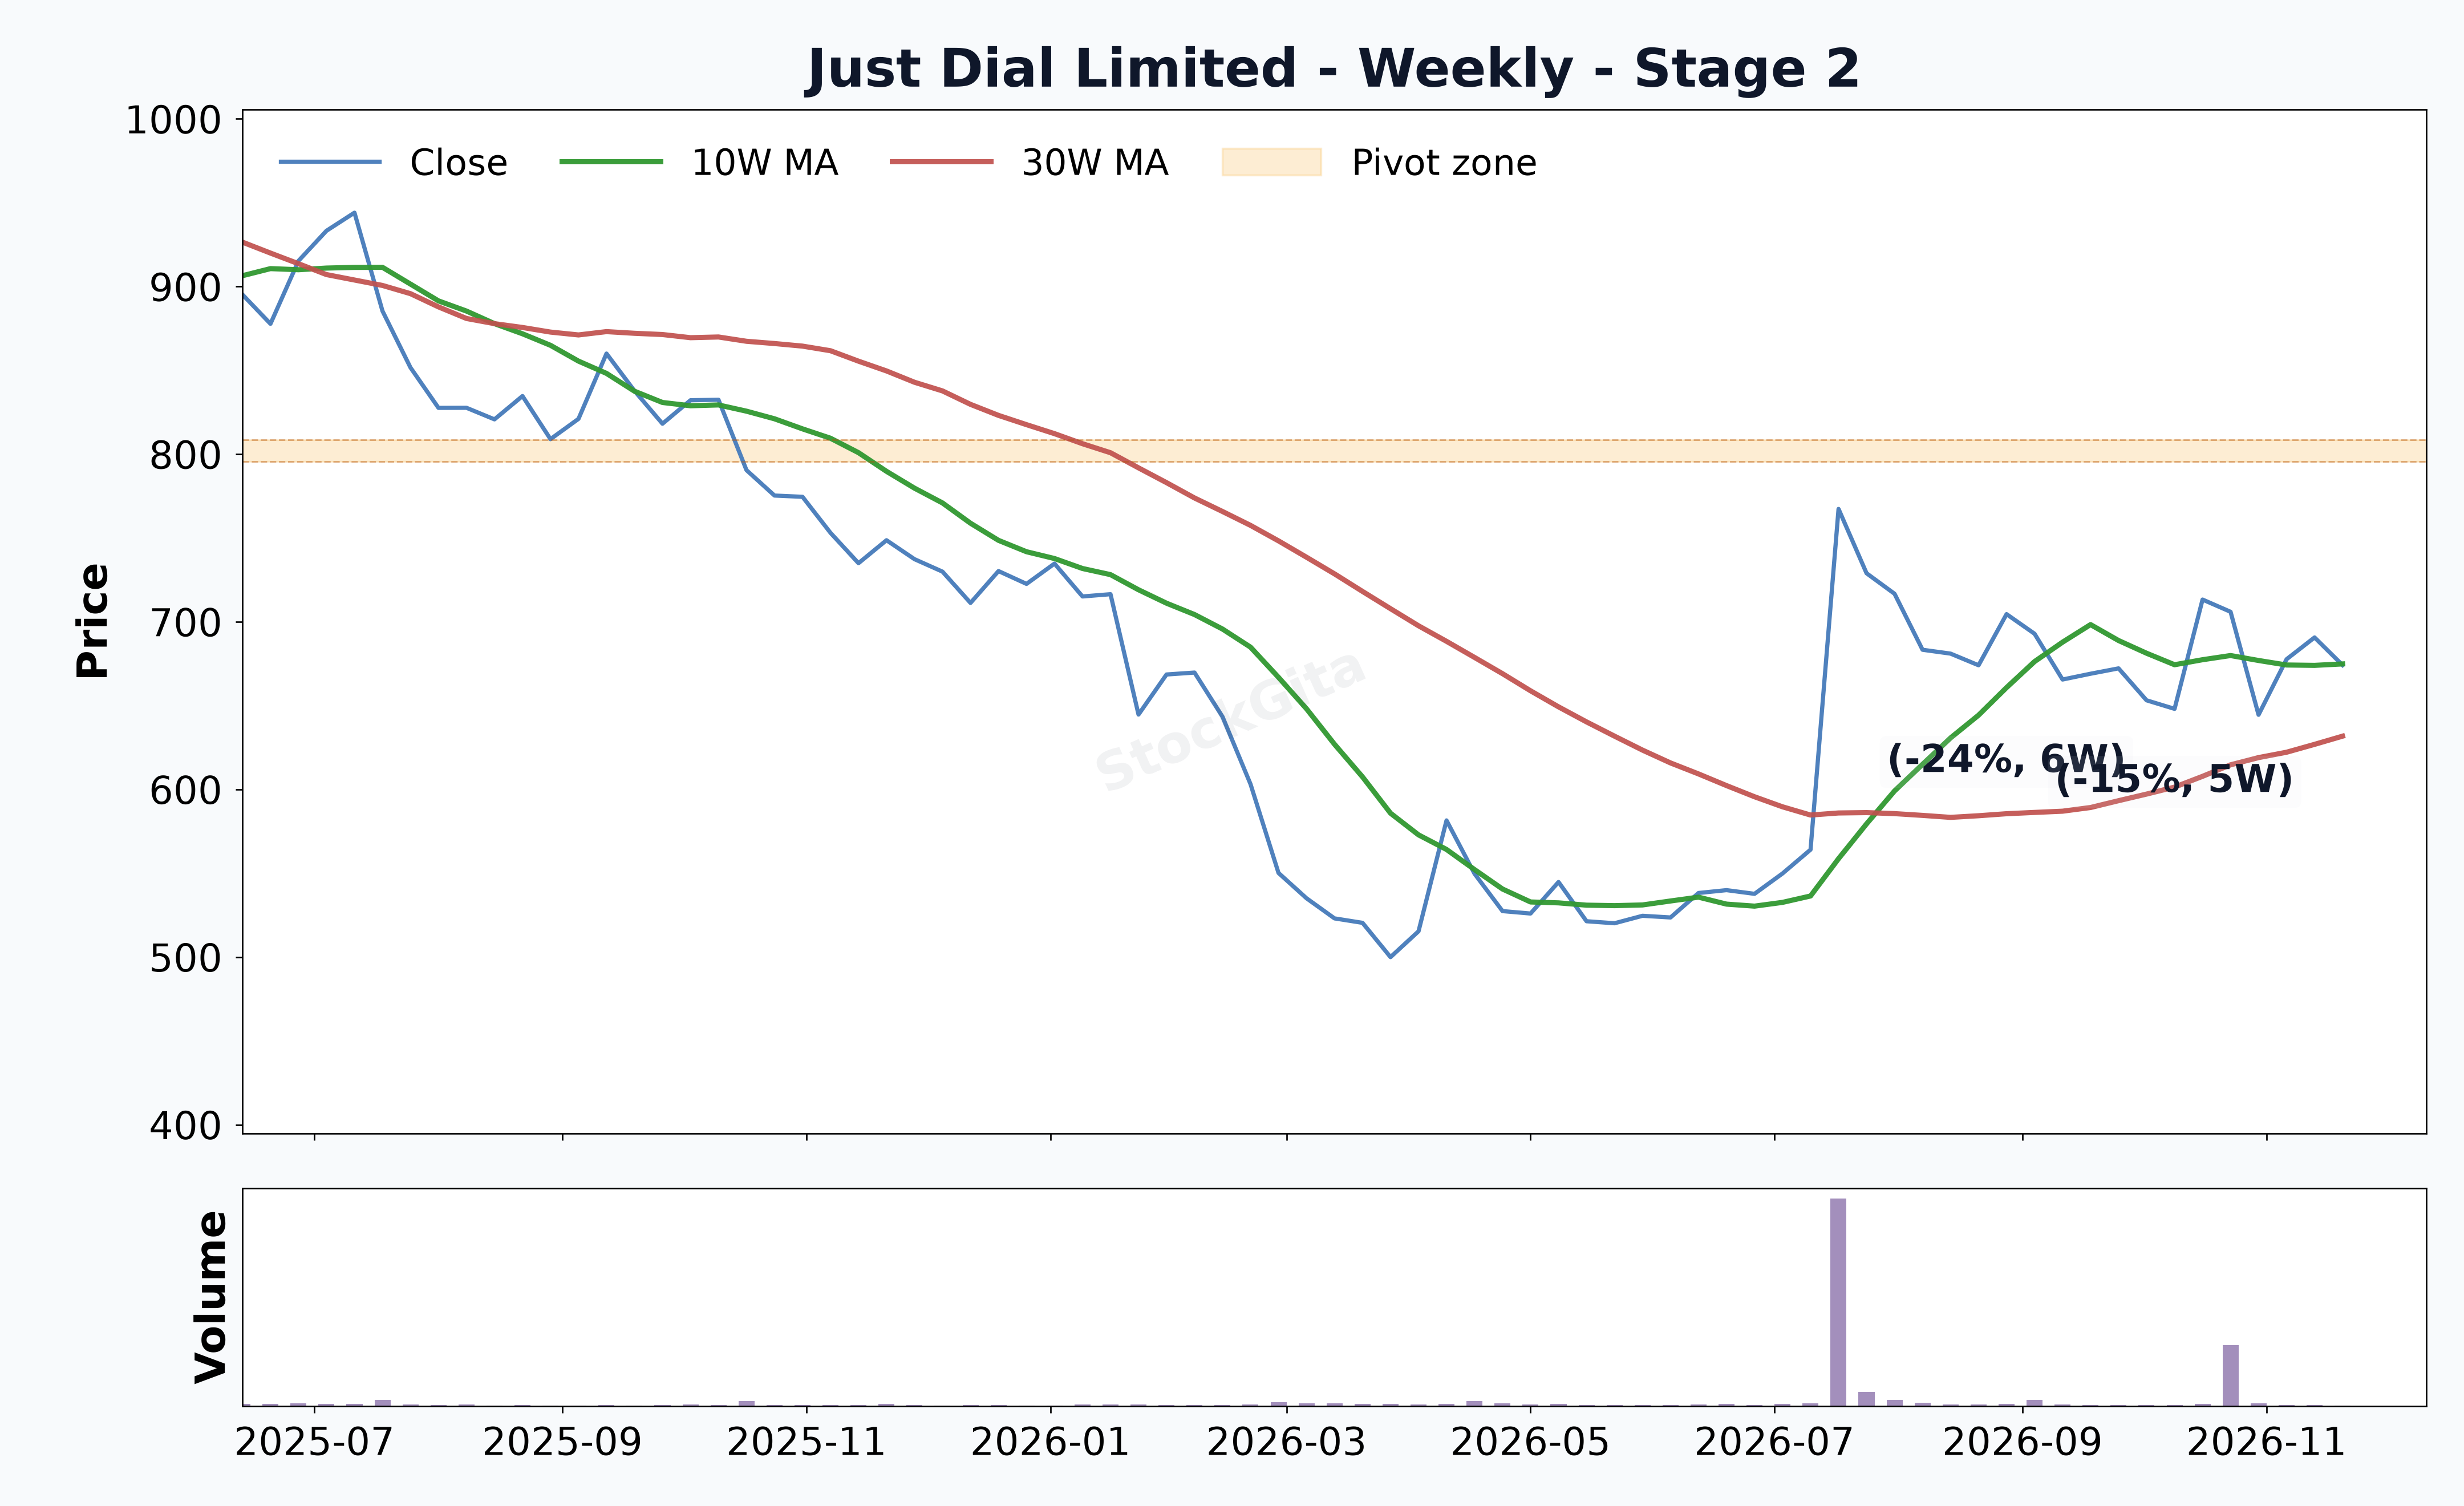 Just Dial Limited - Weekly - Stage 2
Close 10W MA 30W MA Pivot zone
1000
900
800
700
600
500
400
Price
StockGita
(-24%, 6W)
(-15%, 5W)
Volume
2025-07 2025-09 2025-11 2026-01 2026-03 2026-05 2026-07 2026-09 2026-11